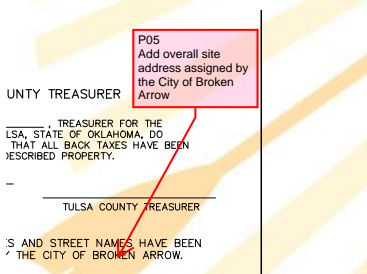 P05
Add overall site
address assigned by
the City of Broken
Arrow
UNTY TREASURER
, TREASURER FOR THE
LSA, STATE OF OKLAHOMA, DO
THAT ALL BACK TAXES HAVE BEEN
DESCRIBED PROPERTY.
TULSA COUNTY TREASURER
S AND STREET NAMES HAVE BEEN
THE CITY OF BROKEN ARROW.